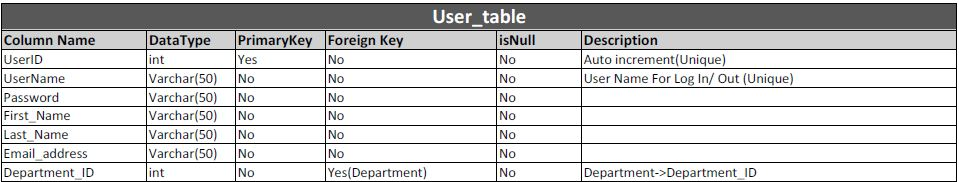 User_table
Column Name DataType PrimaryKey Foreign Key isNull Description
UserID int Yes No No Auto increment(Unique)
UserName Varchar(50) No No No User Name For Log In/ Out (Unique)
Password Varchar(50) No No No
First_Name Varchar(50) No No No
Last_Name Varchar(50) No No No
Email_address Varchar(50) No No No
Department_ID int No Yes(Department) No Department->Department_ID